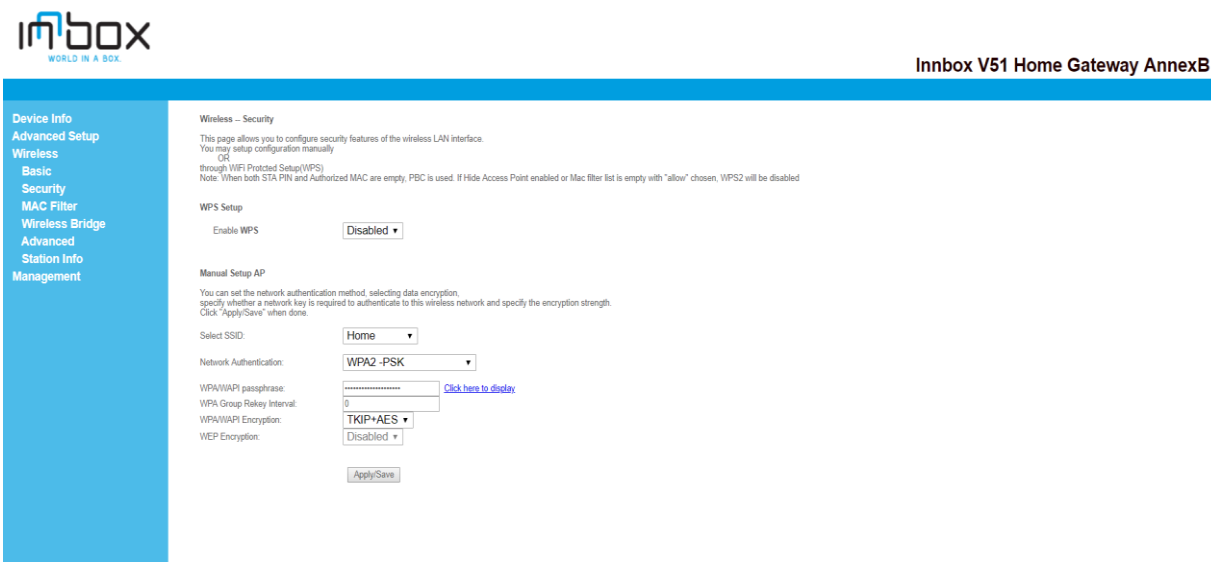 innbox
WORLD IN A BOX.
Innbox V51 Home Gateway AnnexB
Device Info
Advanced Setup
Wireless
Basic
Security
MAC Filter
Wireless Bridge
Advanced
Station Info
Management
Wireless -- Security
This page allows you to configure security features of the wireless LAN interface.
You may setup configuration manually
OR
through WiFi Protcted Setup(WPS)
Note: When both STA PIN and Authorized MAC are empty, PBC is used. If Hide Access Point enabled or Mac filter list is empty with "allow" chosen, WPS2 will be disabled
WPS Setup
Enable WPS Disabled
Manual Setup AP
You can set the network authentication method, selecting data encryption,
specify whether a network key is required to authenticate to this wireless network and specify the encryption strength.
Click "Apply/Save" when done.
Select SSID: Home
Network Authentication: WPA2 -PSK
WPA/WAPI passphrase: •••••••••••••••••••• Click here to display
WPA Group Rekey Interval: 0
WPA/WAPI Encryption: TKIP+AES
WEP Encryption: Disabled
Apply/Save